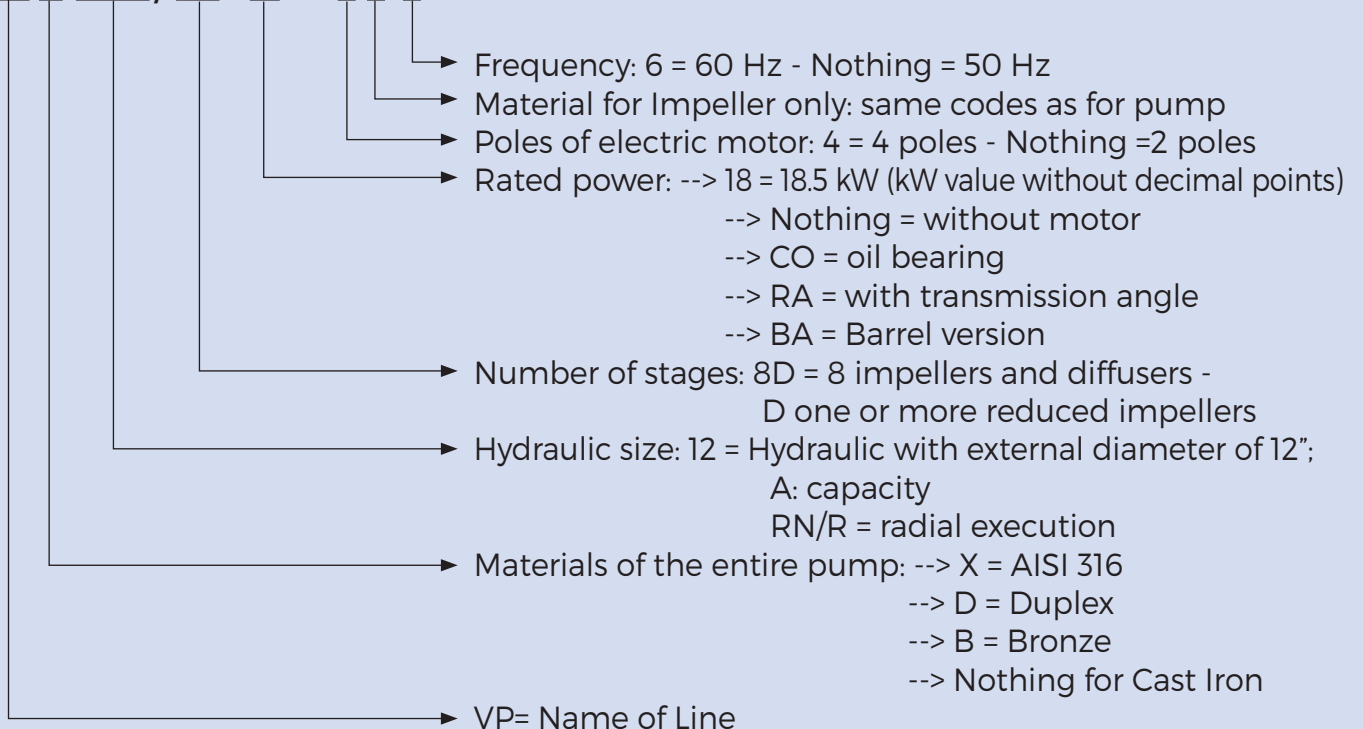 Frequency: 6 = 60 Hz - Nothing = 50 Hz
Material for Impeller only: same codes as for pump
Poles of electric motor: 4 = 4 poles - Nothing =2 poles
Rated power: --> 18 = 18.5 kW (kW value without decimal points)
--> Nothing = without motor
--> CO = oil bearing
--> RA = with transmission angle
--> BA = Barrel version
Number of stages: 8D = 8 impellers and diffusers -
D one or more reduced impellers
Hydraulic size: 12 = Hydraulic with external diameter of 12”;
A: capacity
RN/R = radial execution
Materials of the entire pump: --> X = AISI 316
--> D = Duplex
--> B = Bronze
--> Nothing for Cast Iron
VP= Name of Line